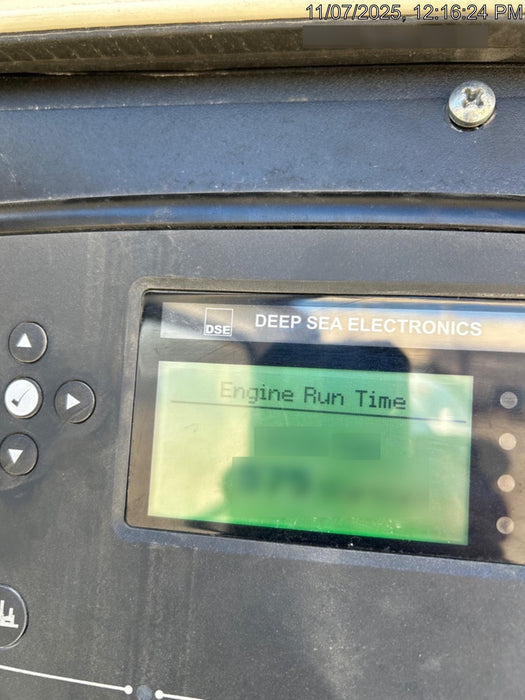 11/07/2025, 12:16:24 PM
DSE
DEEP SEA ELECTRONICS
Engine Run Time